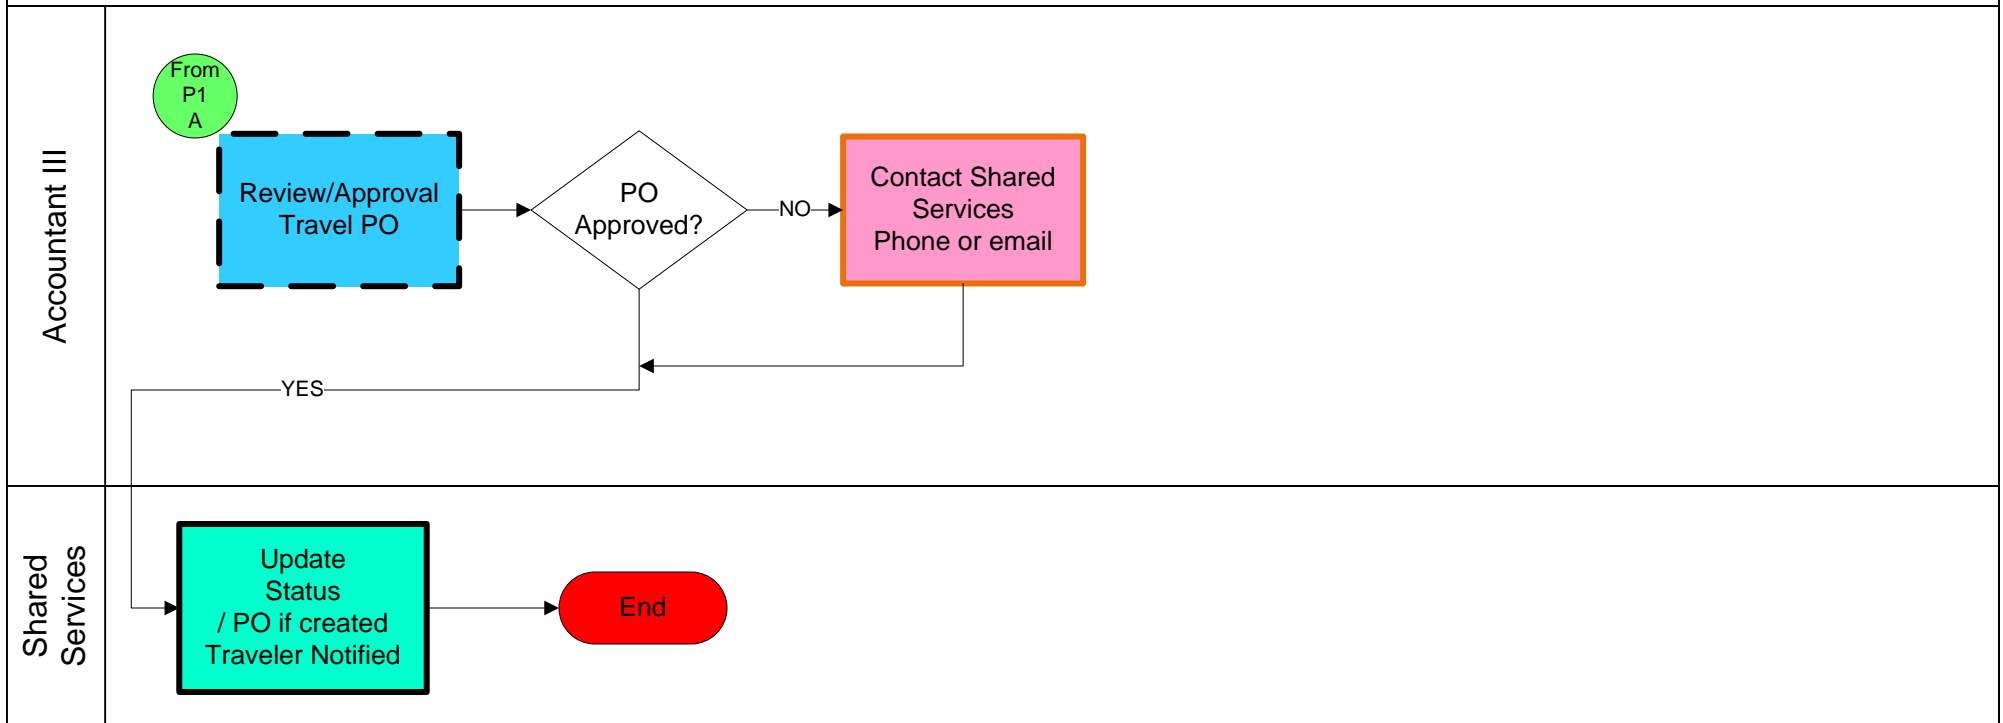 Accountant III
From
P1
A
Review/Approval
Travel PO
PO
Approved?
NO
Contact Shared
Services
Phone or email
YES
Shared
Services
Update
Status
/ PO if created
Traveler Notified
End